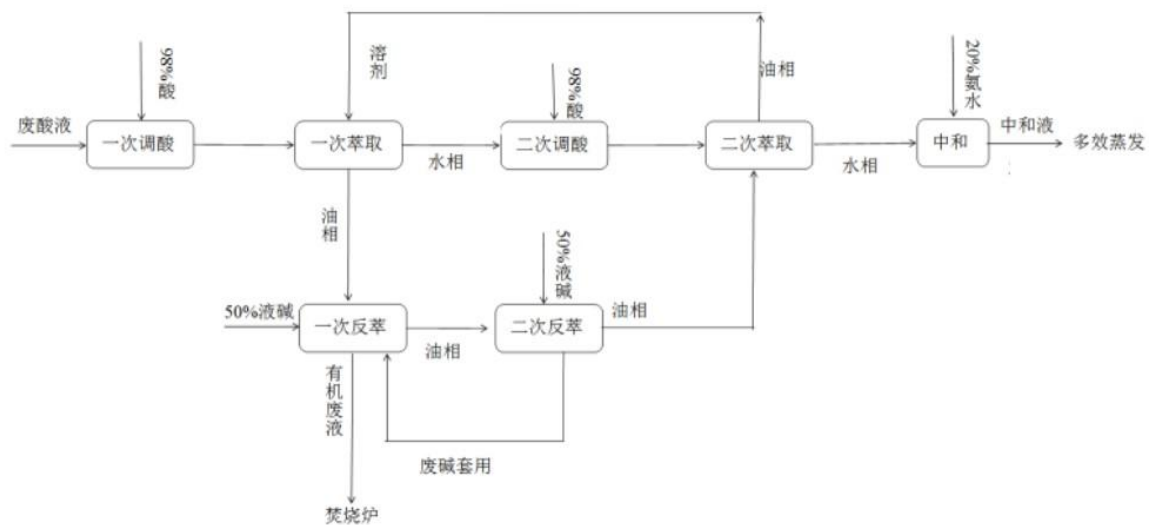 溶剂
油相
98%酸
98%酸
20%氨水
废酸液
一次调酸
一次萃取
水相
二次调酸
二次萃取
水相
中和
中和液
多效蒸发
油相
50%液碱
50%液碱
一次反萃
油相
二次反萃
油相
有机废液
废碱套用
焚烧炉